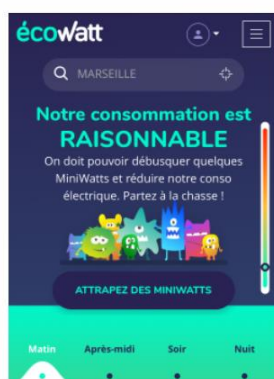 écowatt
MARSEILLE
Notre consommation est
RAISONNABLE
On doit pouvoir débusquer quelques
MiniWatts et réduire notre conso
électrique. Partez à la chasse !
ATTRAPEZ DES MINIWATTS
Matin Après-midi Soir Nuit